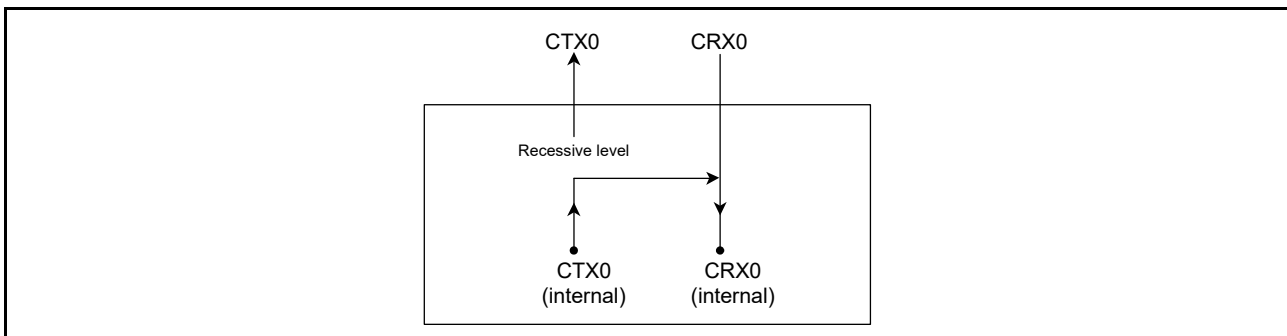 CTX0 CRX0
Recessive level
CTX0 CRX0
(internal) (internal)